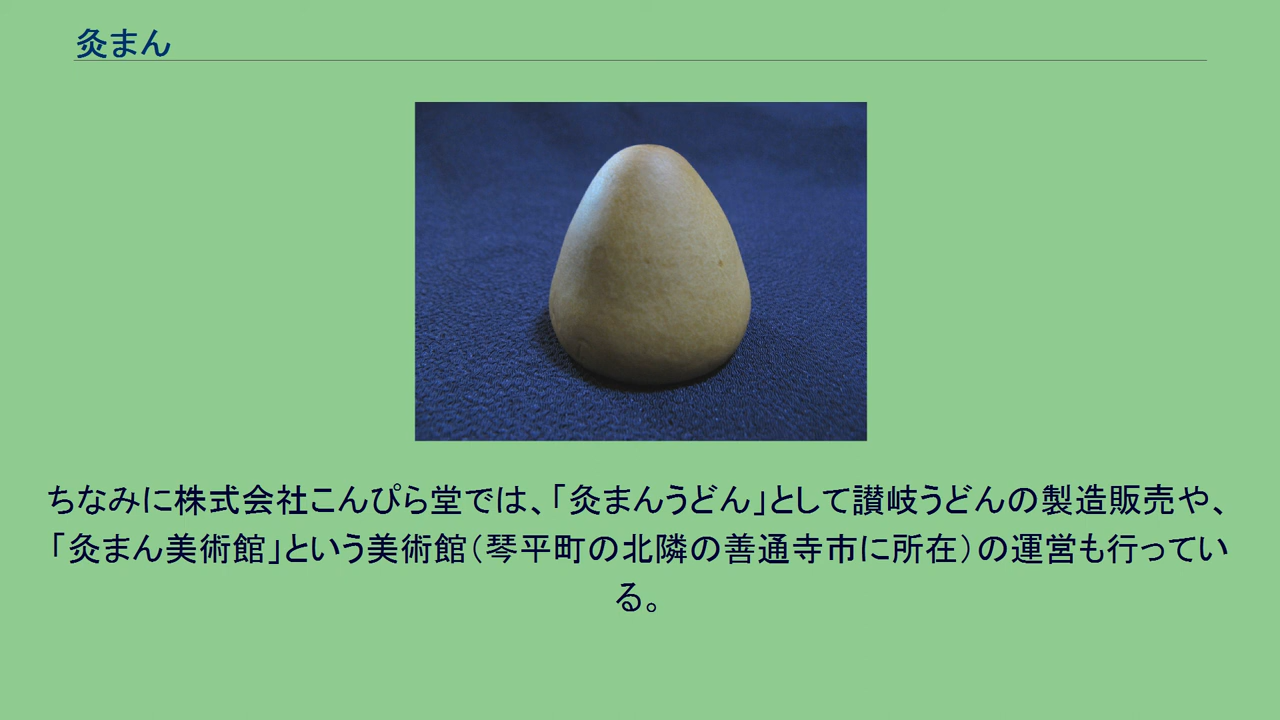 灸まん
ちなみに株式会社こんぴら堂では、「灸まんうどん」として讃岐うどんの製造販売や、
「灸まん美術館」という美術館（琴平町の北隣の善通寺市に所在）の運営も行ってい
る。